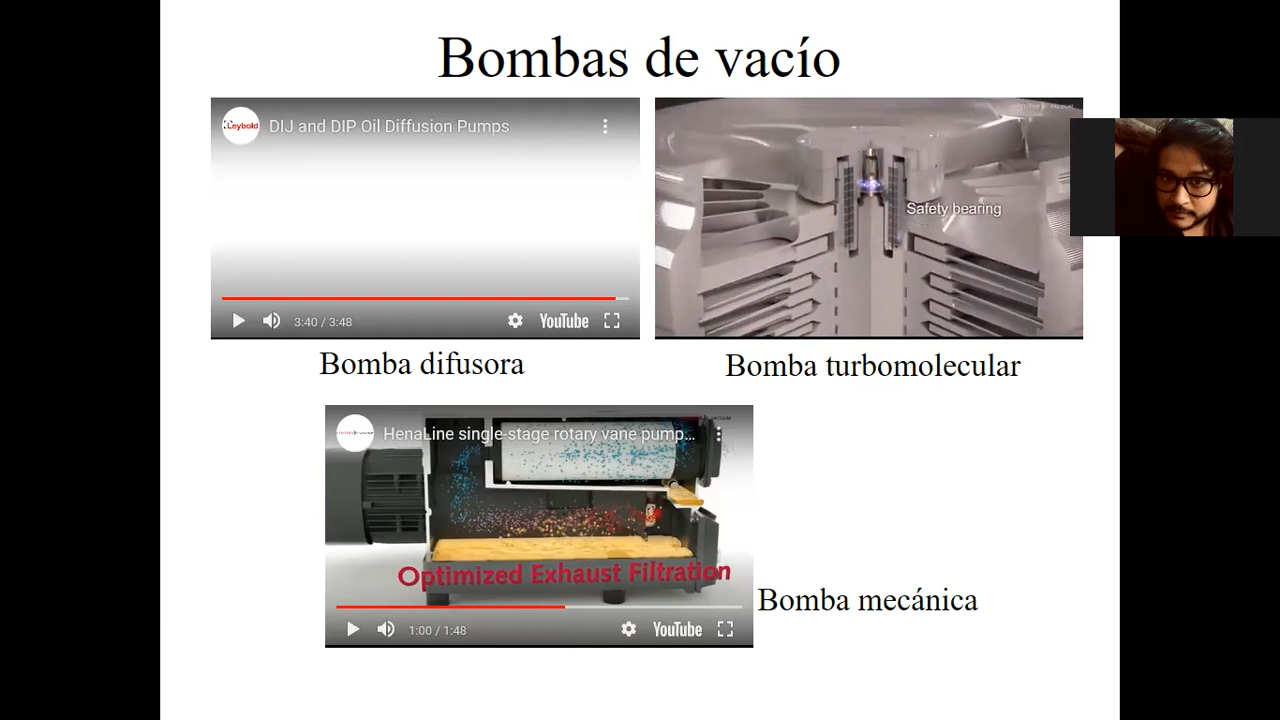 Bombas de vacío
Leybold
DIJ and DIP Oil Diffusion Pumps
3:40 / 3:48
YouTube
Safety bearing
Bomba difusora
Bomba turbomolecular
HenaLine single-stage rotary vane pump...
Optimized Exhaust Filtration
1:00 / 1:48
YouTube
Bomba mecánica